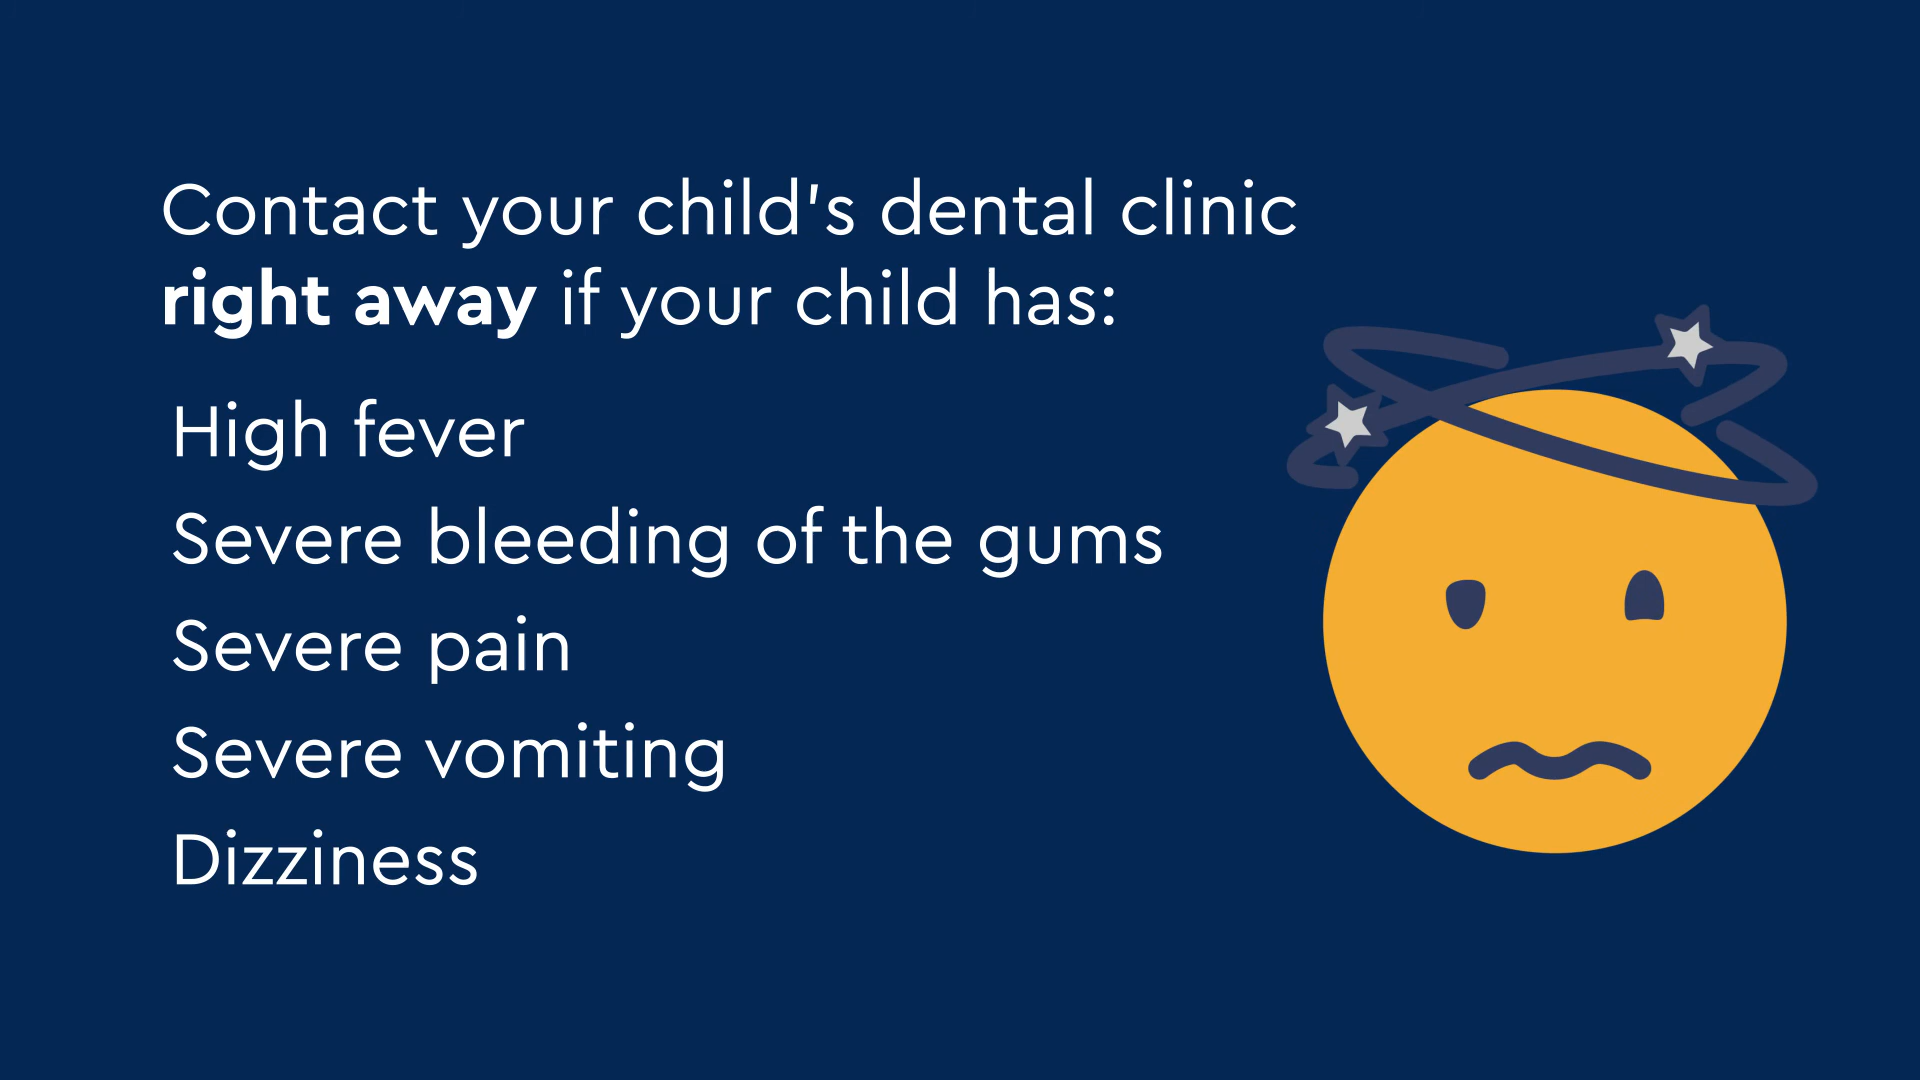 Contact your child's dental clinic
right away if your child has:
High fever
Severe bleeding of the gums
Severe pain
Severe vomiting
Dizziness